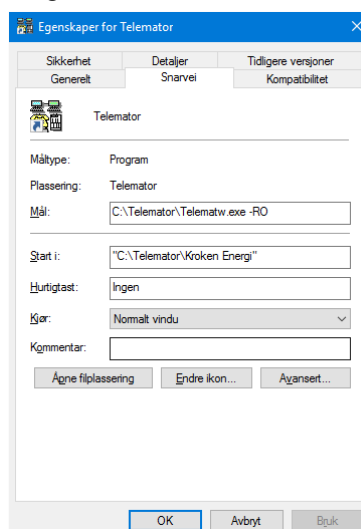 Egenskaper for Telemator
Sikkerhet Detaljer Tidligere versjoner
Generelt Snarvei Kompatibilitet
Telemator
Måltype: Program
Plassering: Telemator
Mål: C:\Telemator\Telematw.exe -RO
Start i: "C:\Telemator\Kroken Energi"
Hurtigtast: Ingen
Kjør: Normalt vindu
Kommentar:
Åpne filplassering Endre ikon... Avansert...
OK Avbryt Bruk